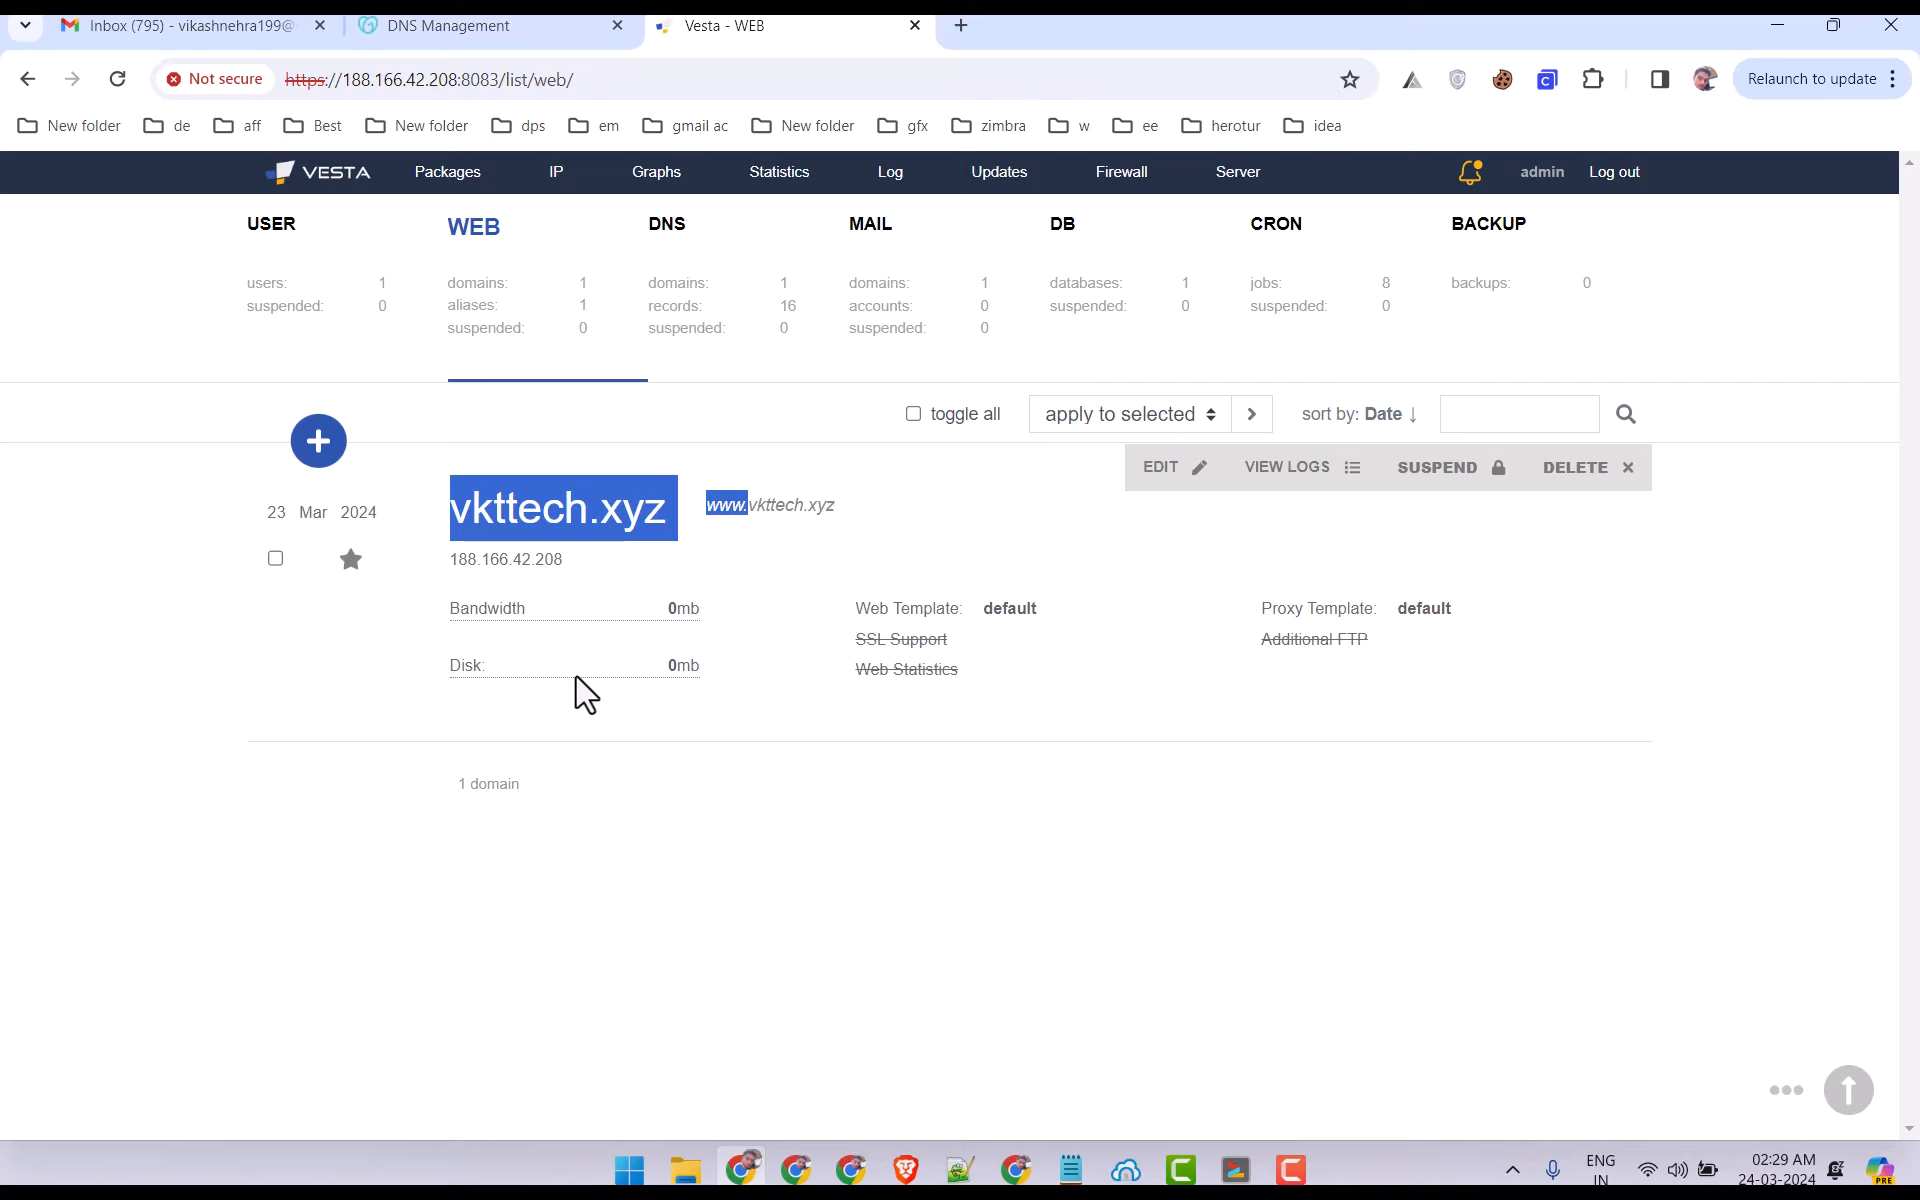 Inbox (795) - vikashnehra199@
DNS Management
Vesta - WEB
Not secure
https://188.166.42.208:8083/list/web/
Relaunch to update
New folder
de
aff
Best
New folder
dps
em
gmail ac
New folder
gfx
zimbra
w
ee
herotur
idea
VESTA
Packages
IP
Graphs
Statistics
Log
Updates
Firewall
Server
admin
Log out
USER
WEB
DNS
MAIL
DB
CRON
BACKUP
users: 1
domains: 1
domains: 1
domains: 1
databases: 1
jobs: 8
backups: 0
suspended: 0
aliases: 1
records: 16
accounts: 0
suspended: 0
suspended: 0
suspended: 0
suspended: 0
suspended: 0
toggle all
apply to selected
sort by: Date ↓
EDIT
VIEW LOGS
SUSPEND
DELETE
23 Mar 2024
vkttech.xyz
www.vkttech.xyz
188.166.42.208
Bandwidth 0mb
Web Template: default
Proxy Template: default
SSL Support
Additional FTP
Disk: 0mb
Web Statistics
1 domain
ENG
IN
02:29 AM
24-03-2024
PRE